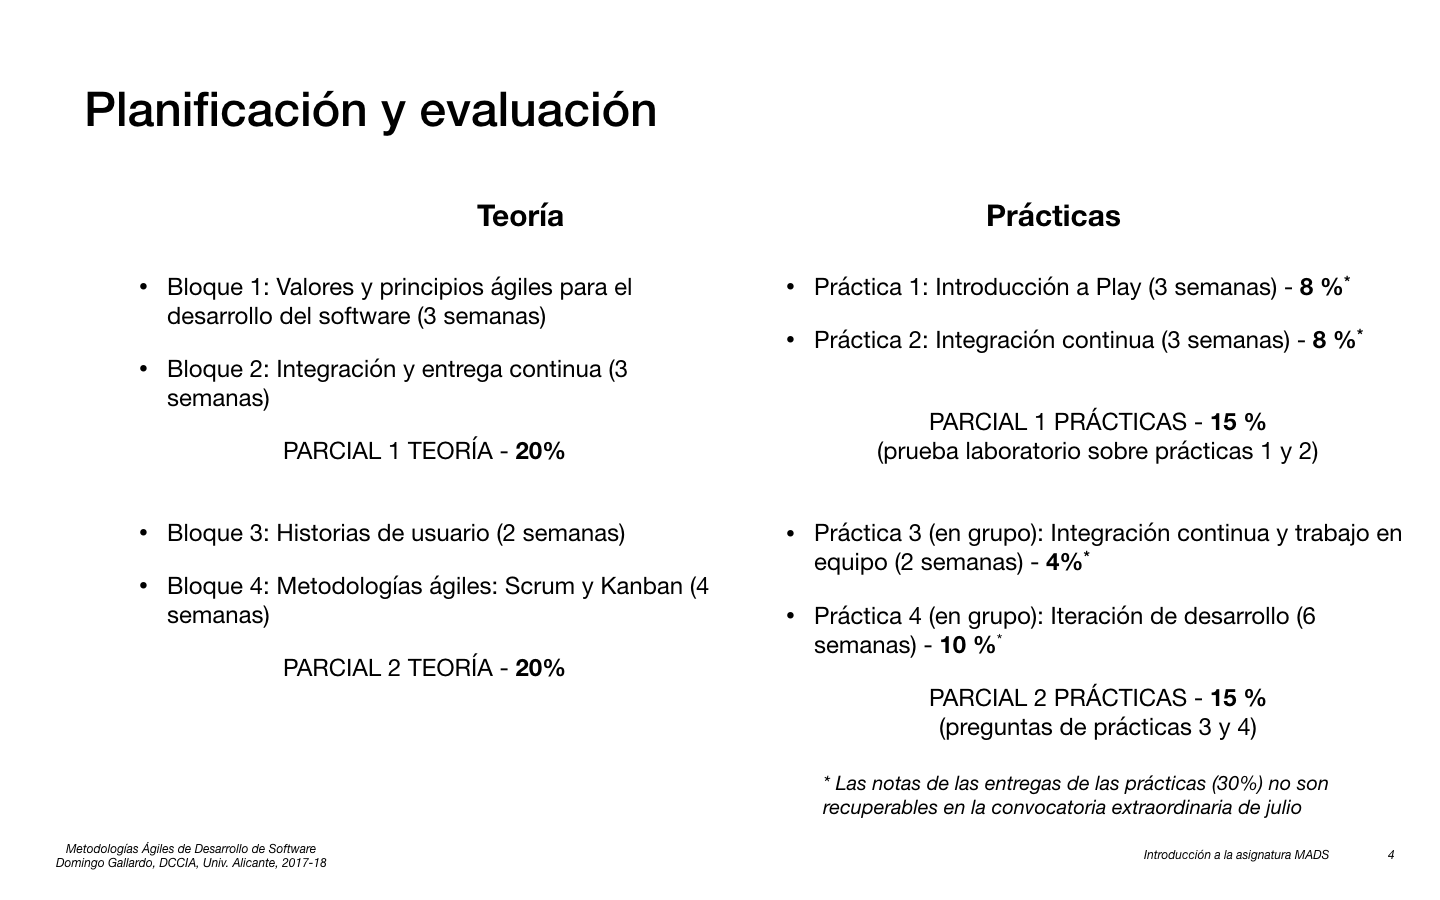 Planificación y evaluación
Teoría
• Bloque 1: Valores y principios ágiles para el
desarrollo del software (3 semanas)
• Bloque 2: Integración y entrega continua (3
semanas)
PARCIAL 1 TEORÍA - 20%
• Bloque 3: Historias de usuario (2 semanas)
• Bloque 4: Metodologías ágiles: Scrum y Kanban (4
semanas)
PARCIAL 2 TEORÍA - 20%
Prácticas
• Práctica 1: Introducción a Play (3 semanas) - 8 %*
• Práctica 2: Integración continua (3 semanas) - 8 %*
PARCIAL 1 PRÁCTICAS - 15 %
(prueba laboratorio sobre prácticas 1 y 2)
• Práctica 3 (en grupo): Integración continua y trabajo en
equipo (2 semanas) - 4%*
• Práctica 4 (en grupo): Iteración de desarrollo (6
semanas) - 10 %*
PARCIAL 2 PRÁCTICAS - 15 %
(preguntas de prácticas 3 y 4)
* Las notas de las entregas de las prácticas (30%) no son
recuperables en la convocatoria extraordinaria de julio
Metodologías Ágiles de Desarrollo de Software
Domingo Gallardo, DCCIA, Univ. Alicante, 2017-18
Introducción a la asignatura MADS
4